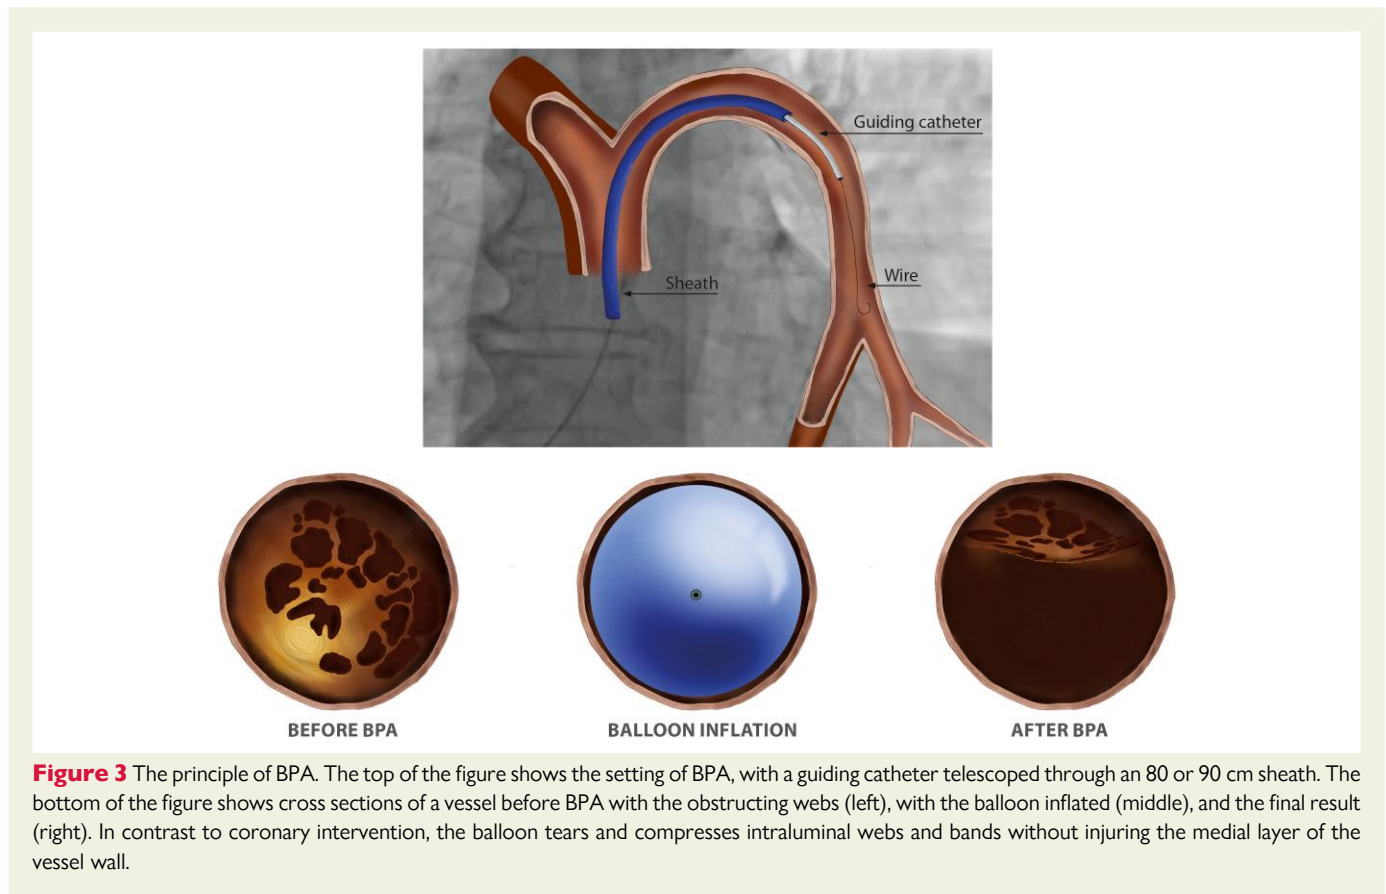 Guiding catheter
Sheath
Wire
BEFORE BPA
BALLOON INFLATION
AFTER BPA
Figure 3 The principle of BPA. The top of the figure shows the setting of BPA, with a guiding catheter telescoped through an 80 or 90 cm sheath. The
bottom of the figure shows cross sections of a vessel before BPA with the obstructing webs (left), with the balloon inflated (middle), and the final result
(right). In contrast to coronary intervention, the balloon tears and compresses intraluminal webs and bands without injuring the medial layer of the
vessel wall.